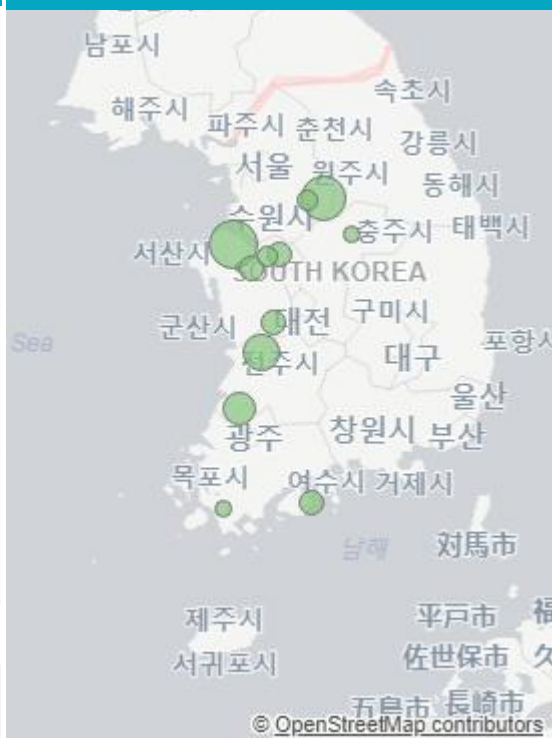 남포시
해주시
속초시
파주시
춘천시
강릉시
서울
원주시
동해시
수원시
충주시
태백시
서산시
SOUTH KOREA
군산시
대전
구미시
포항시
Sea
전주시
대구
울산
광주
창원시
부산
목포시
여수시
거제시
남해
対馬市
제주시
平戸市
福
서귀포시
佐世保市
久
五島市
長崎市
© OpenStreetMap contributors